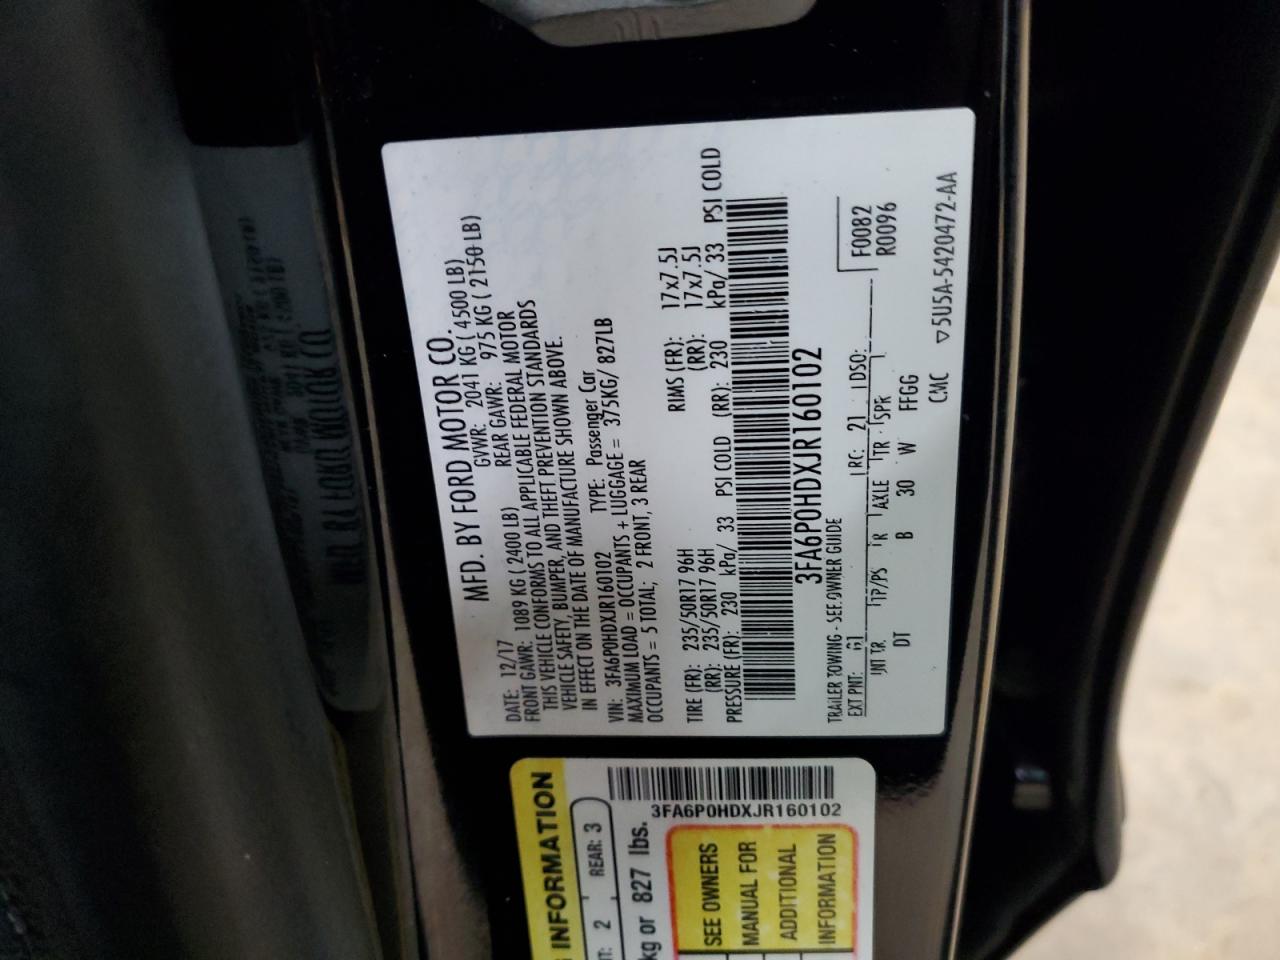 MFD. BY FORD MOTOR CO.
DATE: 12/17 GVWR: 2041 KG ( 4500 LB)
FRONT GAWR: 1089 KG ( 2400 LB) REAR GAWR: 975 KG ( 2150 LB)
THIS VEHICLE CONFORMS TO ALL APPLICABLE FEDERAL MOTOR
VEHICLE SAFETY, BUMPER, AND THEFT PREVENTION STANDARDS
IN EFFECT ON THE DATE OF MANUFACTURE SHOWN ABOVE.
VIN: 3FA6P0HDXJR160102 TYPE: Passenger Car
MAXIMUM LOAD = OCCUPANTS + LUGGAGE = 375KG/ 827LB
OCCUPANTS = 5 TOTAL; 2 FRONT, 3 REAR
TIRE (FR): 235/50R17 96H RIMS (FR): 17x7.5J
(RR): 235/50R17 96H (RR): 17x7.5J
PRESSURE (FR): 230 kPa/ 33 PSI COLD (RR): 230 kPa/ 33 PSI COLD
3FA6P0HDXJR160102
TRAILER TOWING - SEE OWNER GUIDE
EXT PNT: G1 RC: 21 DSO: F0082
R0096
INT TR TP/PS R AXLE TR SPR
DT B 30 W FFGG
CMC ▽5U5A-5420472-AA
INFORMATION
2 REAR: 3
kg or 827 lbs.
3FA6P0HDXJR160102
SEE OWNERS
MANUAL FOR
ADDITIONAL
INFORMATION